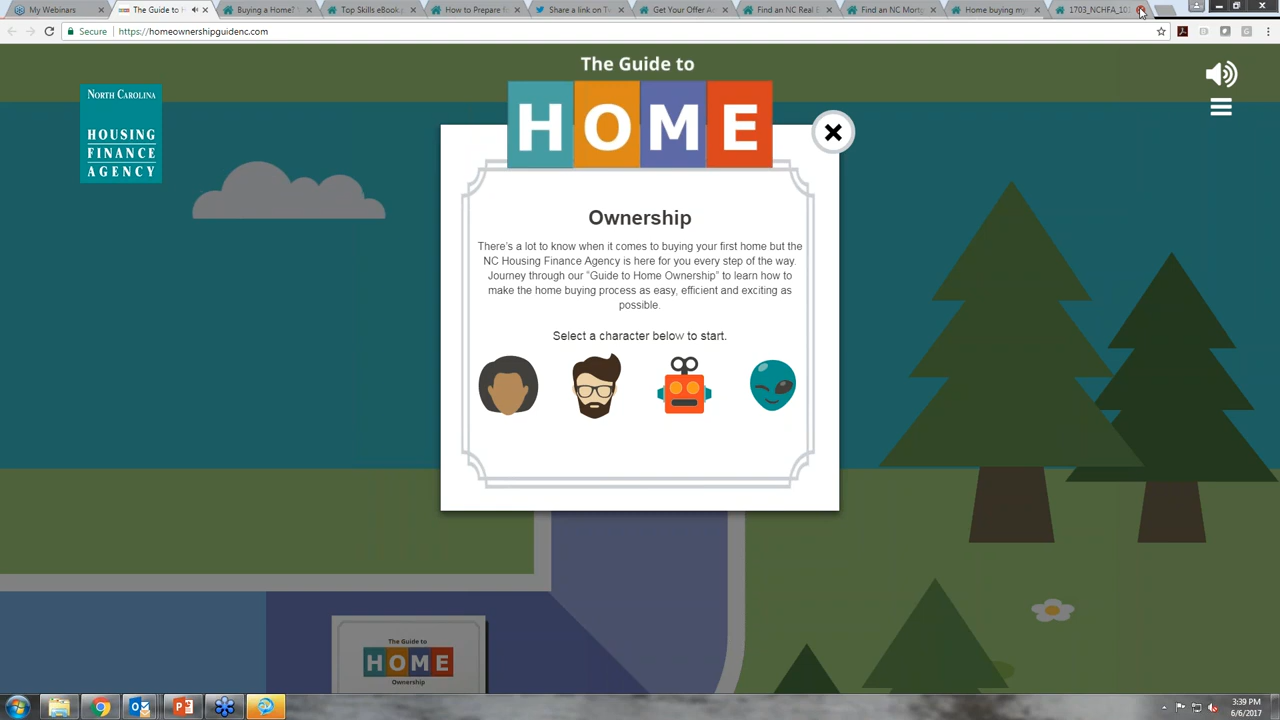 My Webinars
The Guide to H
Buying a Home?
Top Skills eBook.p
How to Prepare f
Share a link on Tw
Get Your Offer Ac
Find an NC Real
Find an NC Mortg
Home buying my
1703_NCHFA_10
Secure
https://homeownershipguidenc.com
The Guide to
HOME
NORTH CAROLINA
HOUSING
FINANCE
AGENCY
Ownership
There's a lot to know when it comes to buying your first home but the
NC Housing Finance Agency is here for you every step of the way.
Journey through our "Guide to Home Ownership" to learn how to
make the home buying process as easy, efficient and exciting as
possible.
Select a character below to start.
The Guide to
HOME
Ownership
3:39 PM
6/6/2017